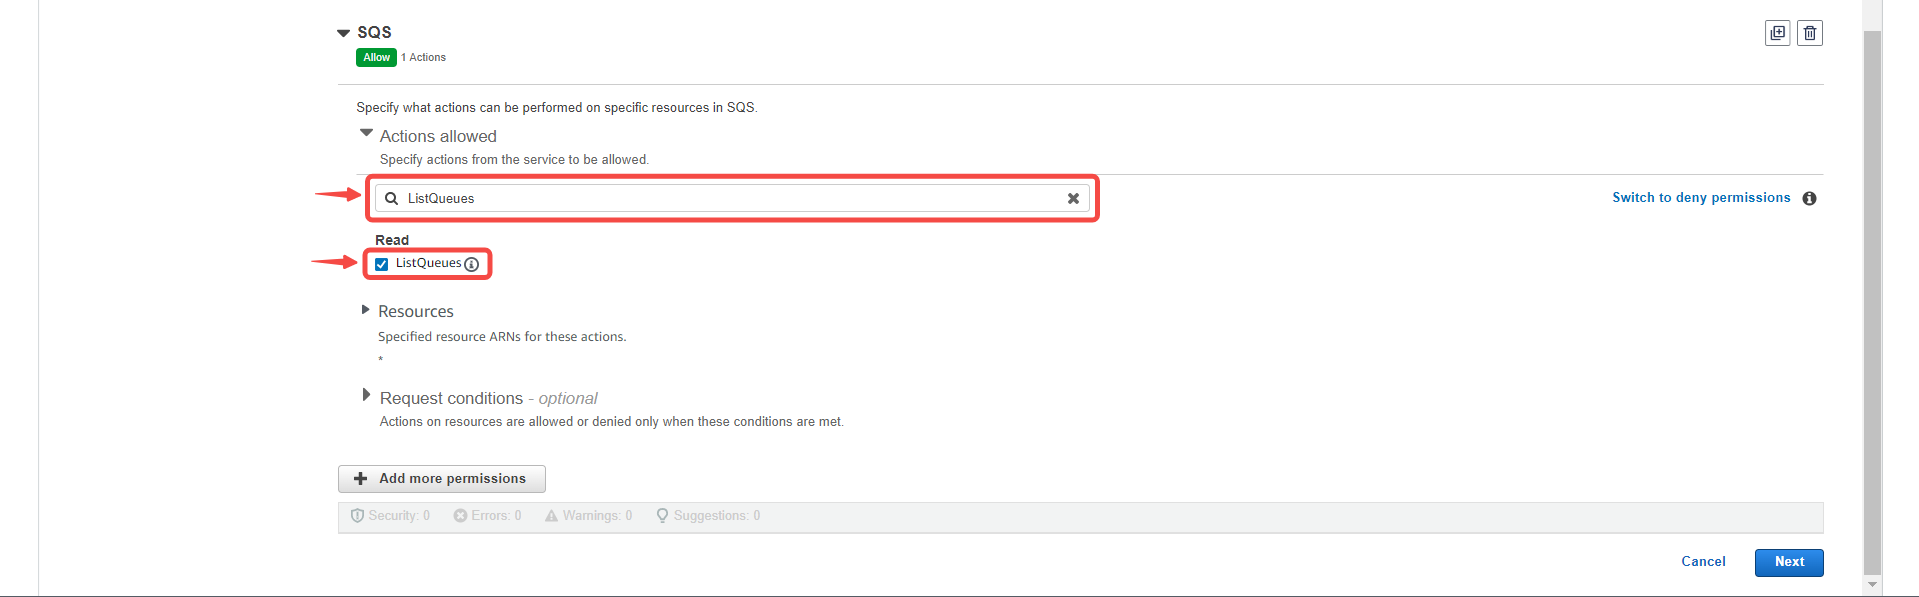 SQS
Allow 1 Actions
Specify what actions can be performed on specific resources in SQS.
Actions allowed
Specify actions from the service to be allowed.
ListQueues
Switch to deny permissions
Read
ListQueues
Resources
Specified resource ARNs for these actions.
*
Request conditions - optional
Actions on resources are allowed or denied only when these conditions are met.
Add more permissions
Security: 0 Errors: 0 Warnings: 0 Suggestions: 0
Cancel Next